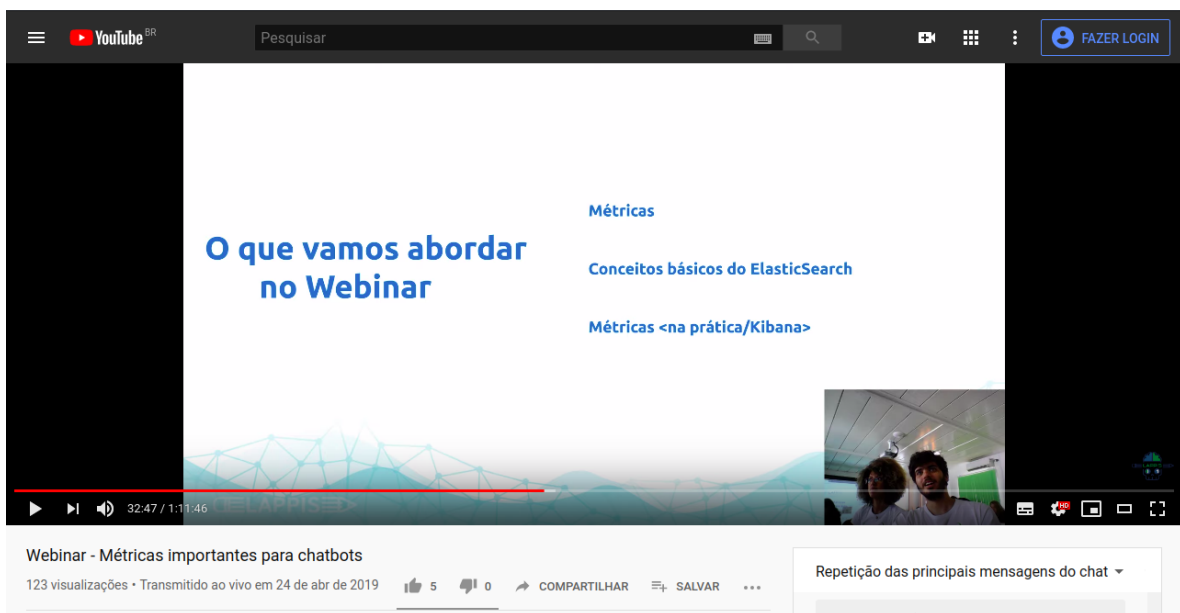 YouTube BR
Pesquisar
FAZER LOGIN
O que vamos abordar
no Webinar
Métricas
Conceitos básicos do ElasticSearch
Métricas <na prática/Kibana>
32:47 / 1:11:46
HD
Webinar - Métricas importantes para chatbots
123 visualizações • Transmitido ao vivo em 24 de abr de 2019
5
0
COMPARTILHAR
SALVAR
Repetição das principais mensagens do chat